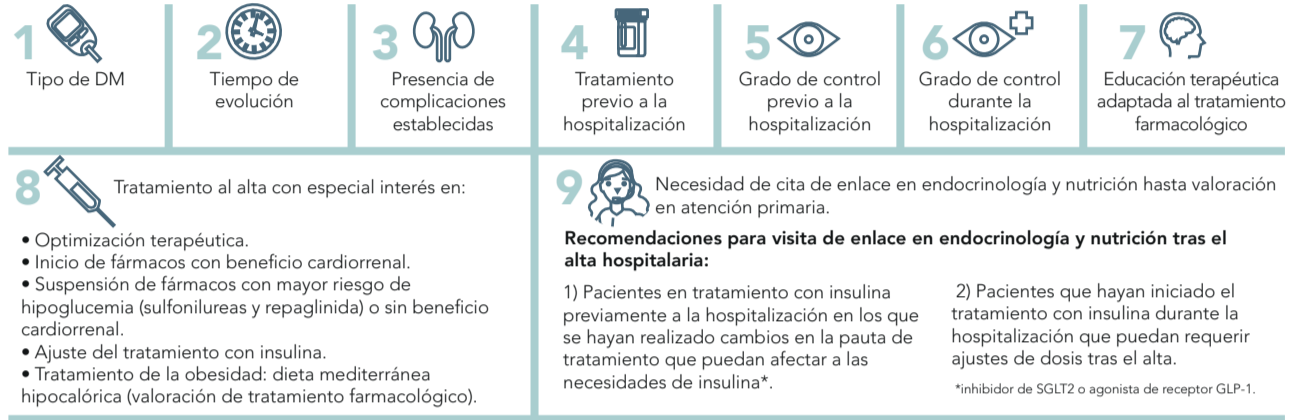 1
Tipo de DM
2
Tiempo de
evolución
3
Presencia de
complicaciones
establecidas
4
Tratamiento
previo a la
hospitalización
5
Grado de control
previo a la
hospitalización
6
Grado de control
durante la
hospitalización
7
Educación terapéutica
adaptada al tratamiento
farmacológico
8
Tratamiento al alta con especial interés en:
• Optimización terapéutica.
• Inicio de fármacos con beneficio cardiorrenal.
• Suspensión de fármacos con mayor riesgo de
hipoglucemia (sulfonilureas y repaglinida) o sin beneficio
cardiorrenal.
• Ajuste del tratamiento con insulina.
• Tratamiento de la obesidad: dieta mediterránea
hipocalórica (valoración de tratamiento farmacológico).
9
Necesidad de cita de enlace en endocrinología y nutrición hasta valoración
en atención primaria.
Recomendaciones para visita de enlace en endocrinología y nutrición tras el
alta hospitalaria:
1) Pacientes en tratamiento con insulina
previamente a la hospitalización en los que
se hayan realizado cambios en la pauta de
tratamiento que puedan afectar a las
necesidades de insulina*.
2) Pacientes que hayan iniciado el
tratamiento con insulina durante la
hospitalización que puedan requerir
ajustes de dosis tras el alta.
*inhibidor de SGLT2 o agonista de receptor GLP-1.